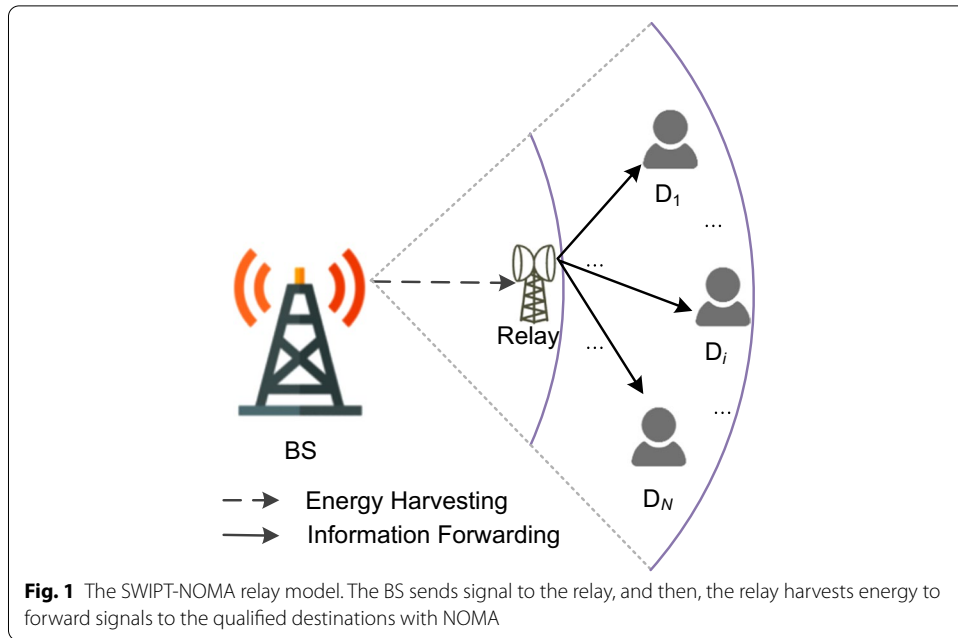 D1
...
...
Relay
Di
...
...
BS
DN
Energy Harvesting
Information Forwarding
Fig. 1 The SWIPT-NOMA relay model. The BS sends signal to the relay, and then, the relay harvests energy to
forward signals to the qualified destinations with NOMA